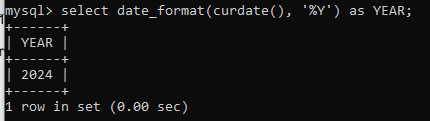 mysql> select date_format(curdate(), '%Y') as YEAR;
+------+
| YEAR |
+------+
| 2024 |
+------+
1 row in set (0.00 sec)